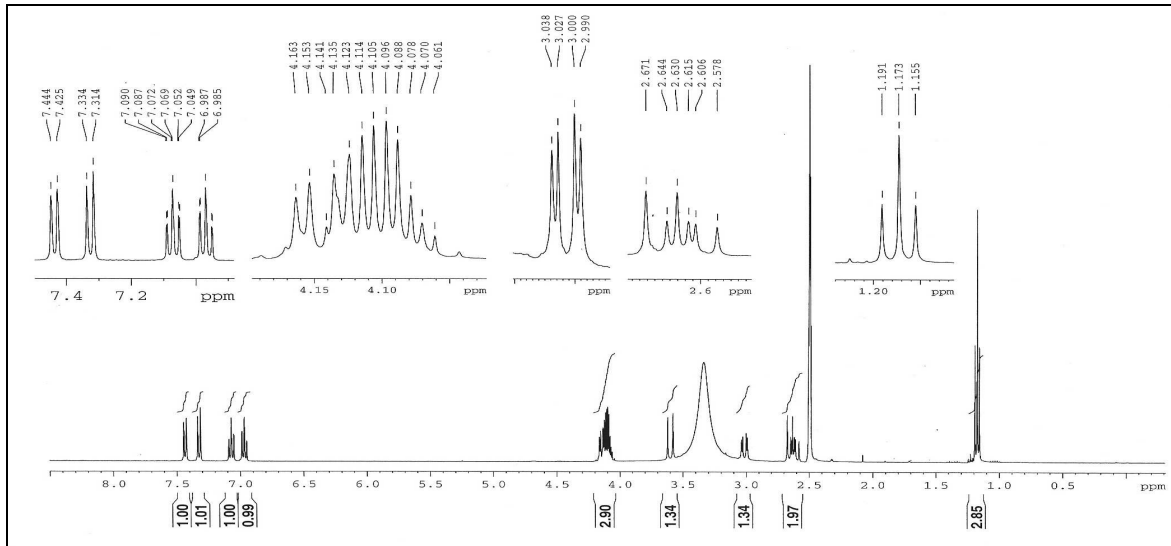 4.163 4.153 4.141 4.135 4.123 4.114 4.105 4.096 4.088 4.078 4.070 4.061
3.038 3.027 3.000 2.990
2.671 2.644 2.630 2.615 2.606 2.578
1.191 1.173 1.155
7.444 7.425 7.334 7.314 7.090 7.087 7.072 7.069 7.052 7.049 6.987 6.985
7.4 7.2 ppm
4.15 4.10 ppm
ppm
2.6 ppm
1.20 ppm
8.0 7.5 7.0 6.5 6.0 5.5 5.0 4.5 4.0 3.5 3.0 2.5 2.0 1.5 1.0 0.5 ppm
1.00 1.01 1.00 0.99 2.90 1.34 1.34 1.97 2.85